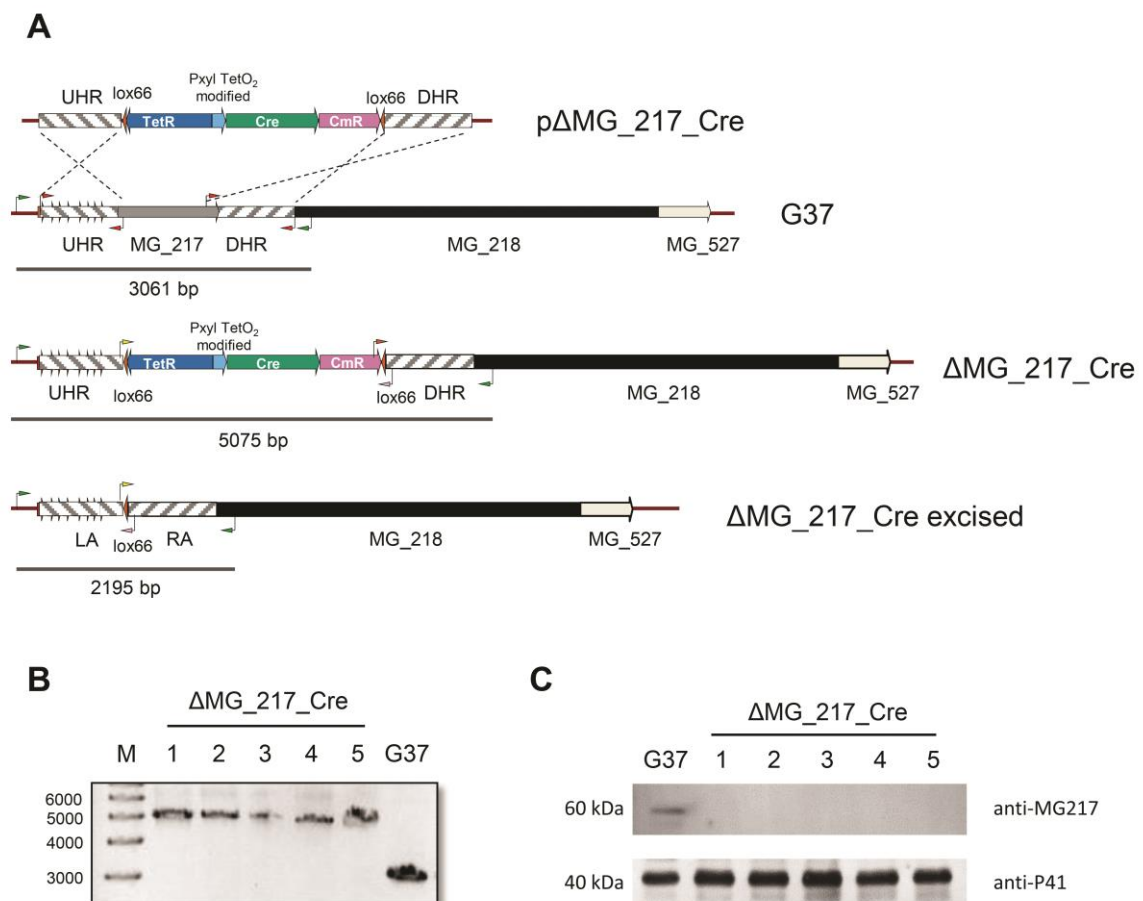 A
Pxyl TetO₂
modified
UHR lox66 lox66 DHR
TetR Cre CmR
pΔMG_217_Cre
G37
UHR MG_217 DHR MG_218 MG_527
3061 bp
Pxyl TetO₂
modified
TetR Cre CmR
ΔMG_217_Cre
UHR lox66 lox66 DHR MG_218 MG_527
5075 bp
ΔMG_217_Cre excised
LA lox66 RA MG_218 MG_527
2195 bp
B
ΔMG_217_Cre
M 1 2 3 4 5 G37
6000
5000
4000
3000
C
ΔMG_217_Cre
G37 1 2 3 4 5
60 kDa anti-MG217
40 kDa anti-P41